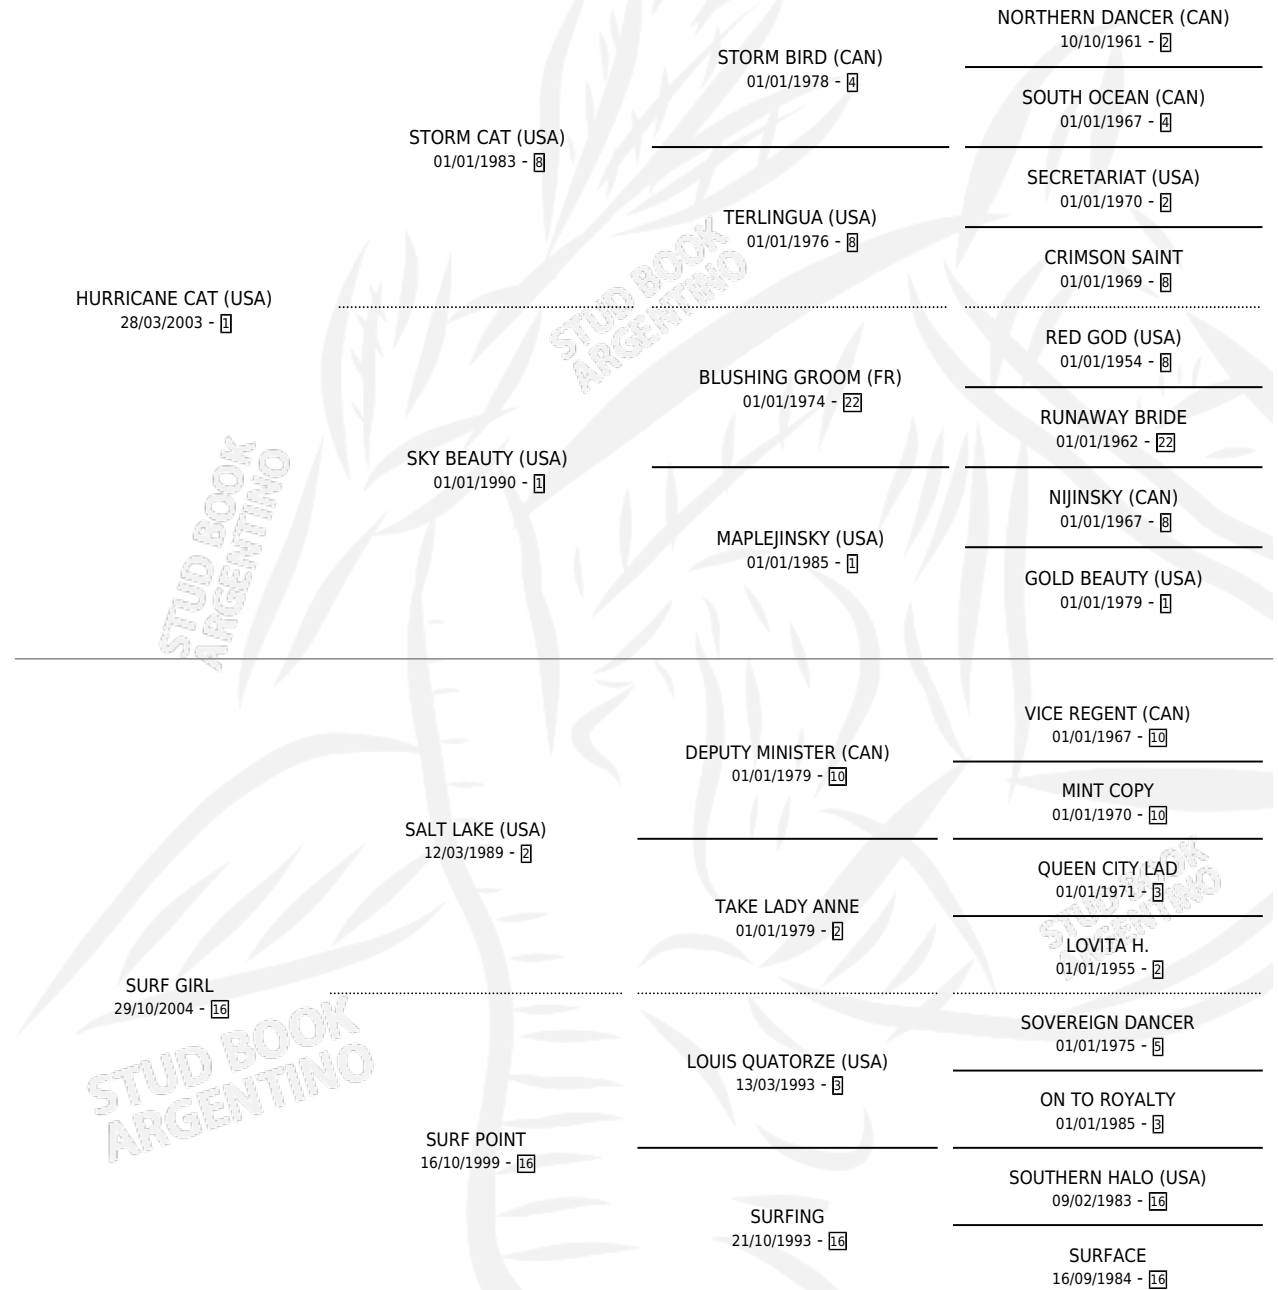 NORTHERN DANCER (CAN)
10/10/1961 - 2
STORM BIRD (CAN)
01/01/1978 - 4
SOUTH OCEAN (CAN)
01/01/1967 - 4
STORM CAT (USA)
01/01/1983 - 8
SECRETARIAT (USA)
01/01/1970 - 2
TERLINGUA (USA)
01/01/1976 - 8
CRIMSON SAINT
01/01/1969 - 8
HURRICANE CAT (USA)
28/03/2003 - 1
STUD BOOK
ARGENTINO
RED GOD (USA)
01/01/1954 - 8
BLUSHING GROOM (FR)
01/01/1974 - 22
RUNAWAY BRIDE
01/01/1962 - 22
SKY BEAUTY (USA)
01/01/1990 - 1
NIJINSKY (CAN)
01/01/1967 - 8
MAPLEJINSKY (USA)
01/01/1985 - 1
GOLD BEAUTY (USA)
01/01/1979 - 1
STUD BOOK
ARGENTINO
VICE REGENT (CAN)
01/01/1967 - 10
DEPUTY MINISTER (CAN)
01/01/1979 - 10
MINT COPY
01/01/1970 - 10
SALT LAKE (USA)
12/03/1989 - 2
QUEEN CITY LAD
01/01/1971 - 3
TAKE LADY ANNE
01/01/1979 - 2
LOVITA H.
01/01/1955 - 2
STUD BOOK
ARGENTINO
SURF GIRL
29/10/2004 - 16
SOVEREIGN DANCER
01/01/1975 - 5
LOUIS QUATORZE (USA)
13/03/1993 - 3
ON TO ROYALTY
01/01/1985 - 3
STUD BOOK
ARGENTINO
SURF POINT
16/10/1999 - 16
SOUTHERN HALO (USA)
09/02/1983 - 16
SURFING
21/10/1993 - 16
SURFACE
16/09/1984 - 16